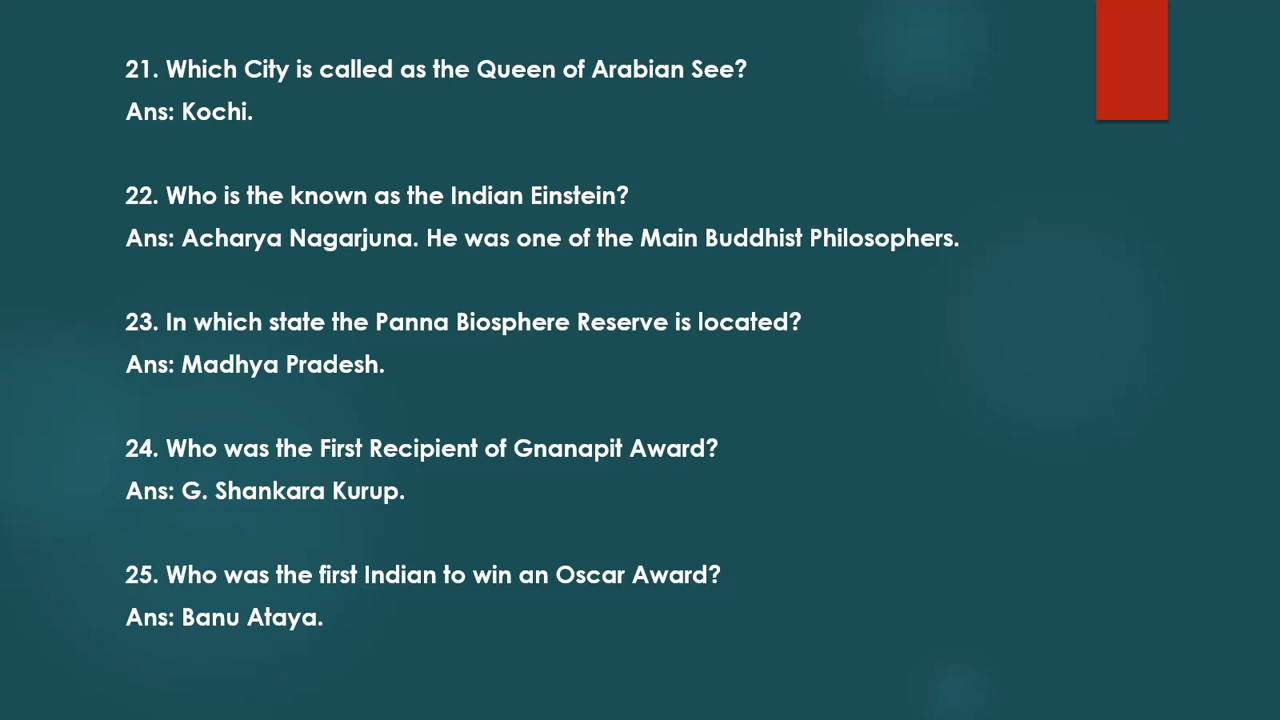 21. Which City is called as the Queen of Arabian See?
Ans: Kochi.
22. Who is the known as the Indian Einstein?
Ans: Acharya Nagarjuna. He was one of the Main Buddhist Philosophers.
23. In which state the Panna Biosphere Reserve is located?
Ans: Madhya Pradesh.
24. Who was the First Recipient of Gnanapit Award?
Ans: G. Shankara Kurup.
25. Who was the first Indian to win an Oscar Award?
Ans: Banu Ataya.